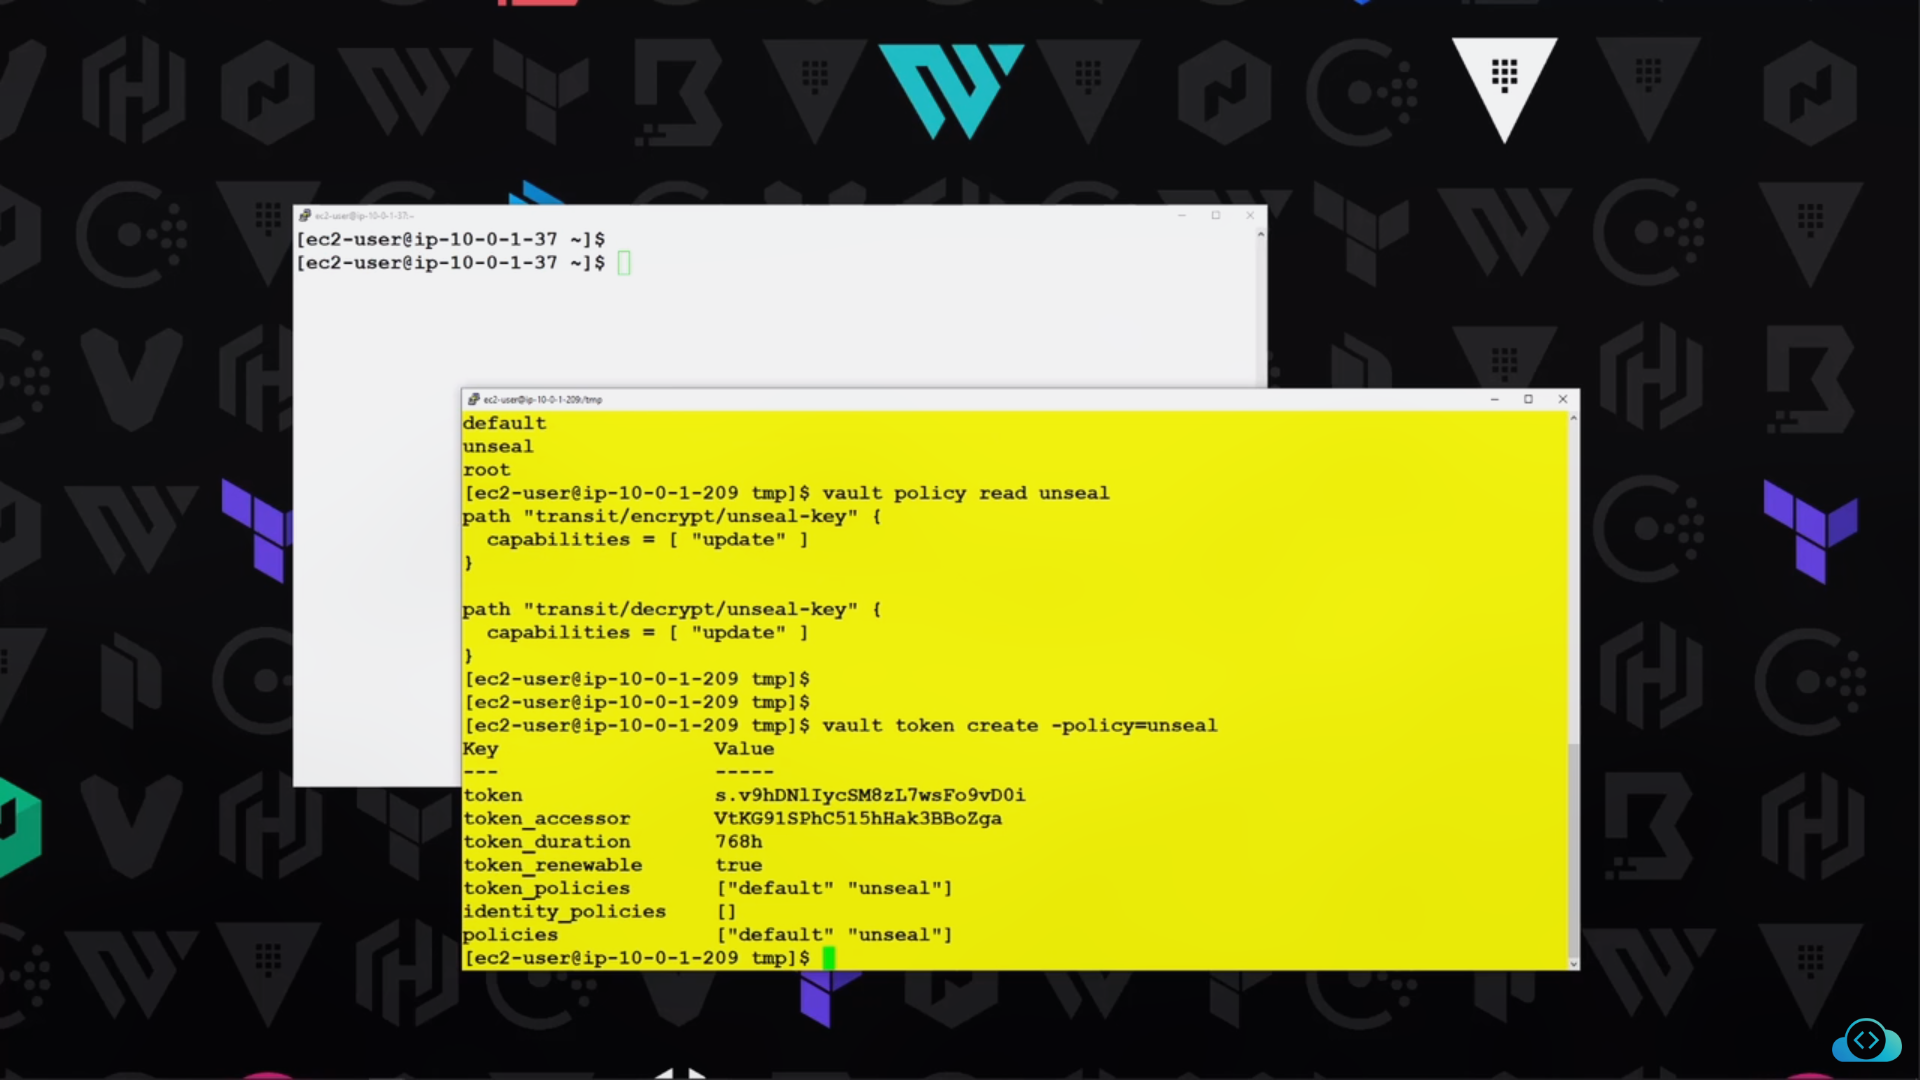 ec2-user@ip-10-0-1-37:~
[ec2-user@ip-10-0-1-37 ~]$
[ec2-user@ip-10-0-1-37 ~]$
ec2-user@ip-10-0-1-209:/tmp
default
unseal
root
[ec2-user@ip-10-0-1-209 tmp]$ vault policy read unseal
path "transit/encrypt/unseal-key" {
  capabilities = [ "update" ]
}
path "transit/decrypt/unseal-key" {
  capabilities = [ "update" ]
}
[ec2-user@ip-10-0-1-209 tmp]$
[ec2-user@ip-10-0-1-209 tmp]$
[ec2-user@ip-10-0-1-209 tmp]$ vault token create -policy=unseal
Key Value
--- -----
token s.v9hDNlIycSM8zL7wsFo9vD0i
token_accessor VtKG91SPhC515hHak3BBoZga
token_duration 768h
token_renewable true
token_policies ["default" "unseal"]
identity_policies []
policies ["default" "unseal"]
[ec2-user@ip-10-0-1-209 tmp]$